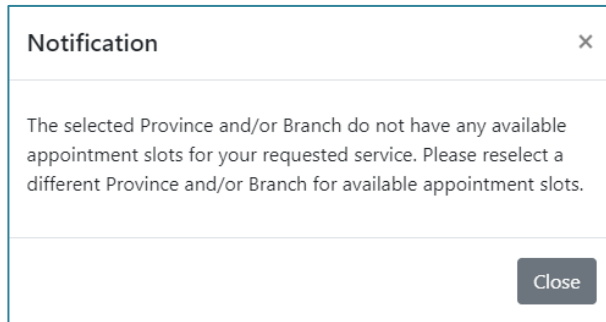 Notification
×
The selected Province and/or Branch do not have any available
appointment slots for your requested service. Please reselect a
different Province and/or Branch for available appointment slots.
Close